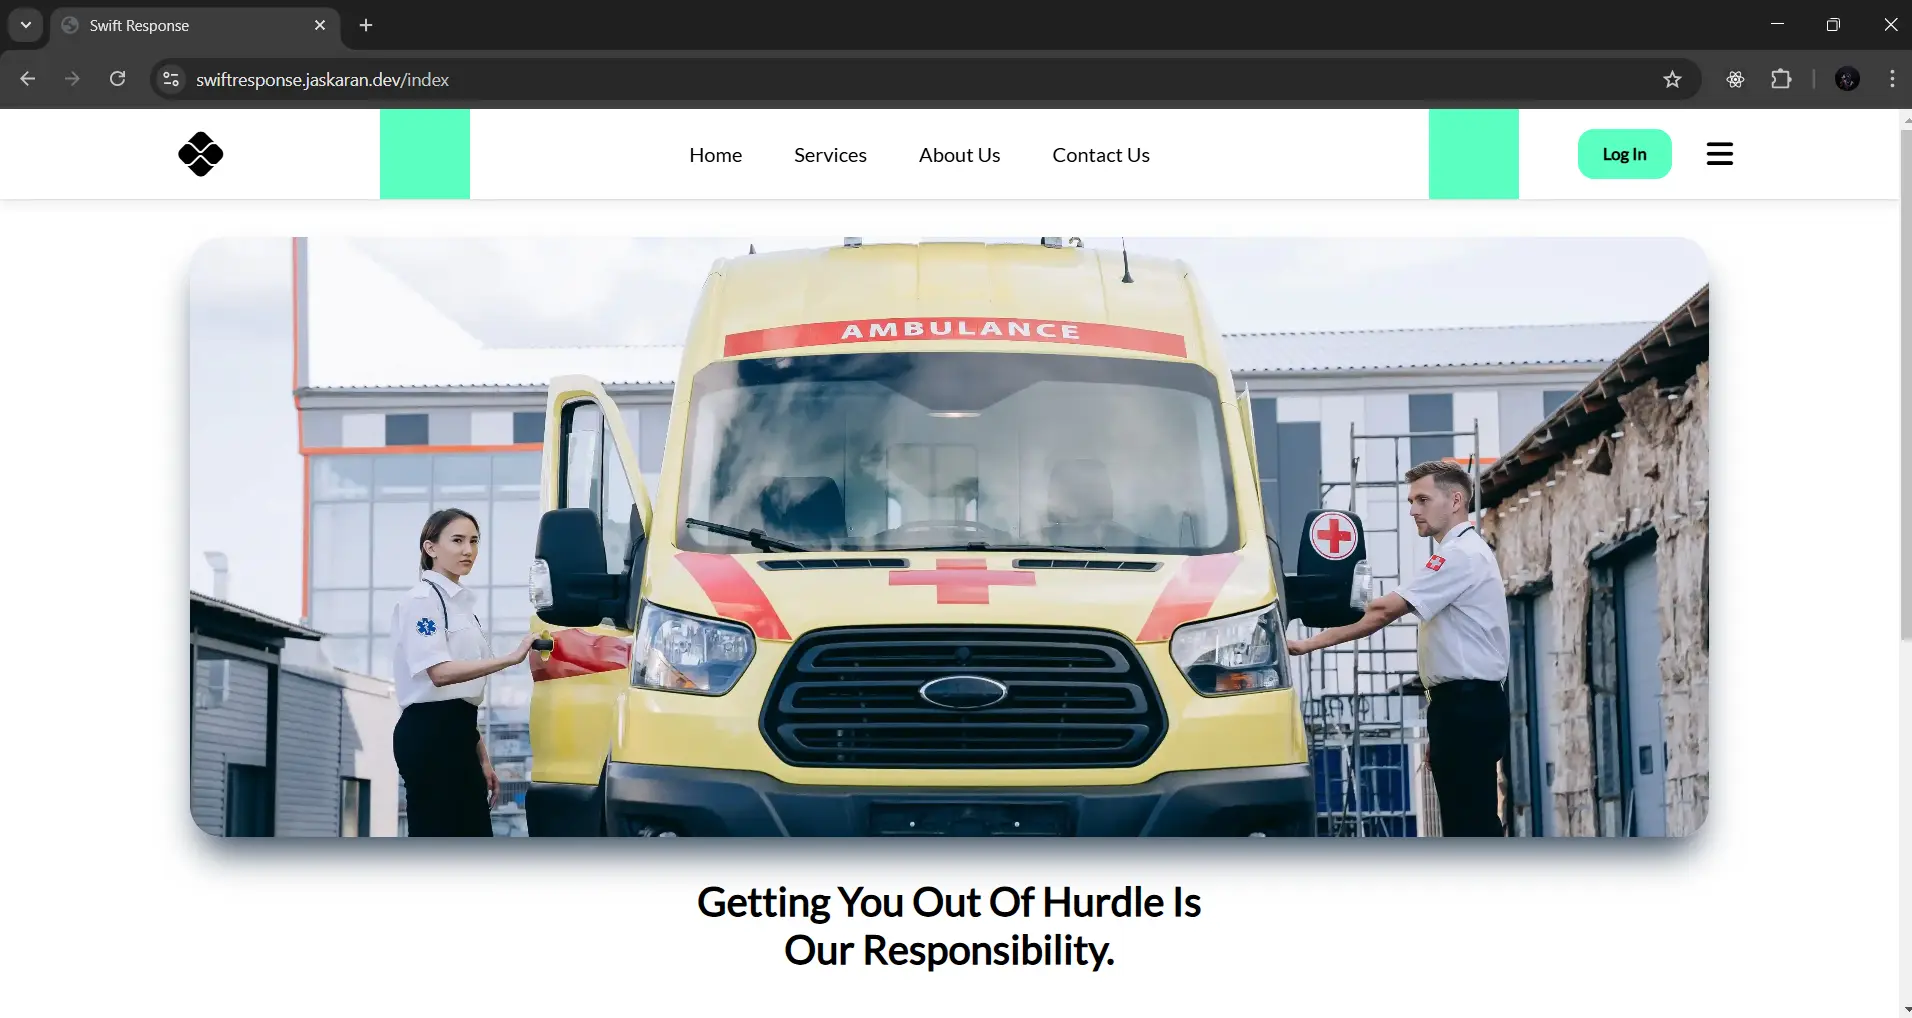 Swift Response
swiftresponse.jaskaran.dev/index
Home Services About Us Contact Us Log In
AMBULANCE
Getting You Out Of Hurdle Is
Our Responsibility.